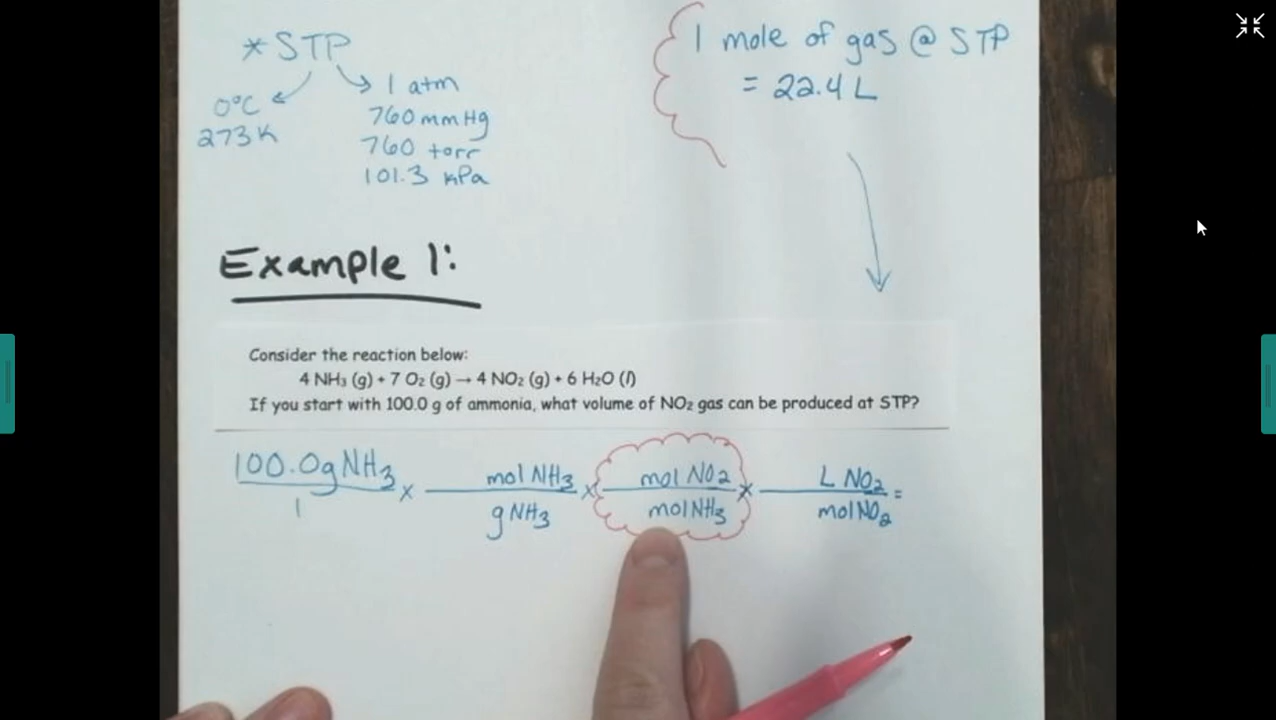 * STP
0°C
273 K
1 atm
760 mmHg
760 torr
101.3 kPa
1 mole of gas @ STP
= 22.4 L
Example 1:
Consider the reaction below:
4 NH₃ (g) + 7 O₂ (g) → 4 NO₂ (g) + 6 H₂O (l)
If you start with 100.0 g of ammonia, what volume of NO₂ gas can be produced at STP?
100.0g NH₃ x mol NH₃ x mol NO₂ x L NO₂ =
1 g NH₃ mol NH₃ mol NO₂